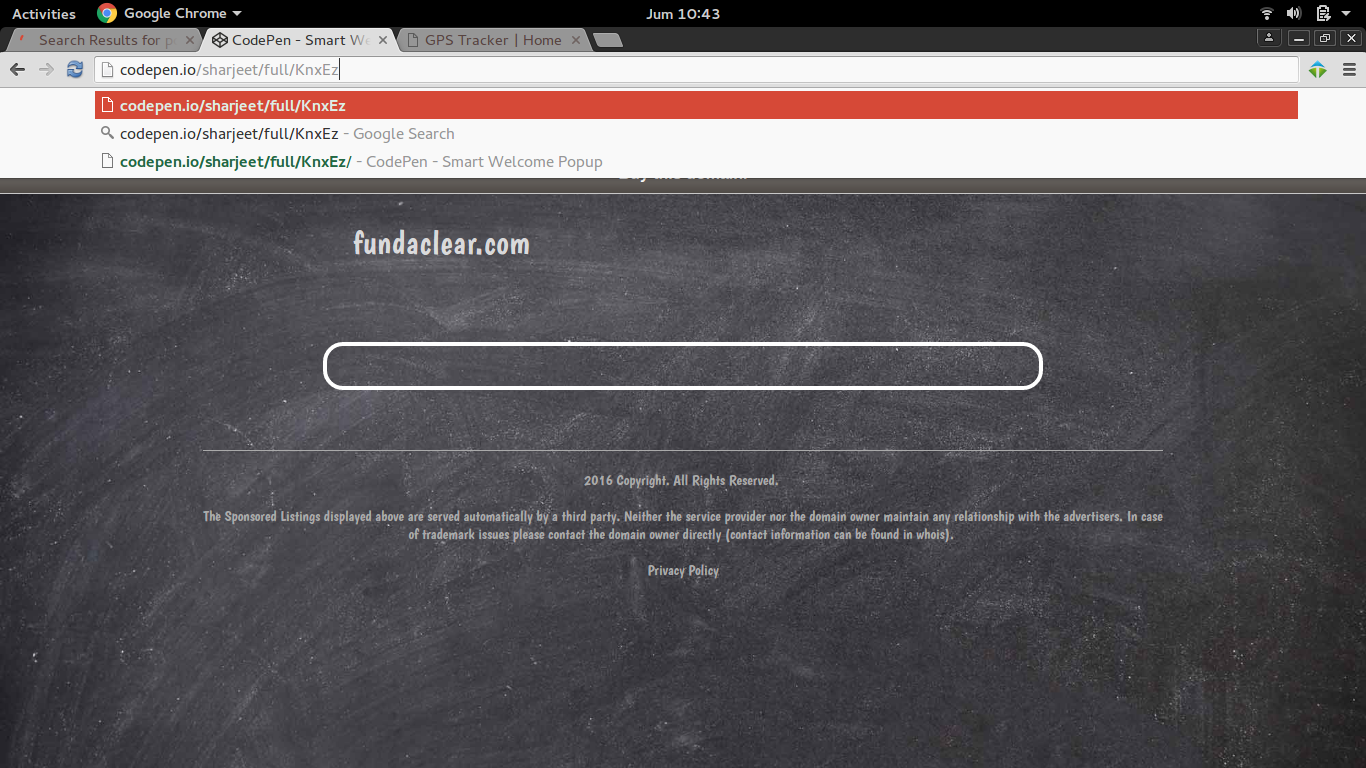 Activities Google Chrome Jum 10:43
Search Results for p CodePen - Smart We GPS Tracker | Home
codepen.io/sharjeet/full/KnxEz
codepen.io/sharjeet/full/KnxEz
codepen.io/sharjeet/full/KnxEz - Google Search
codepen.io/sharjeet/full/KnxEz/ - CodePen - Smart Welcome Popup
fundaclear.com
2016 Copyright. All Rights Reserved.
The Sponsored Listings displayed above are served automatically by a third party. Neither the service provider nor the domain owner maintain any relationship with the advertisers. In case
of trademark issues please contact the domain owner directly (contact information can be found in whois).
Privacy Policy